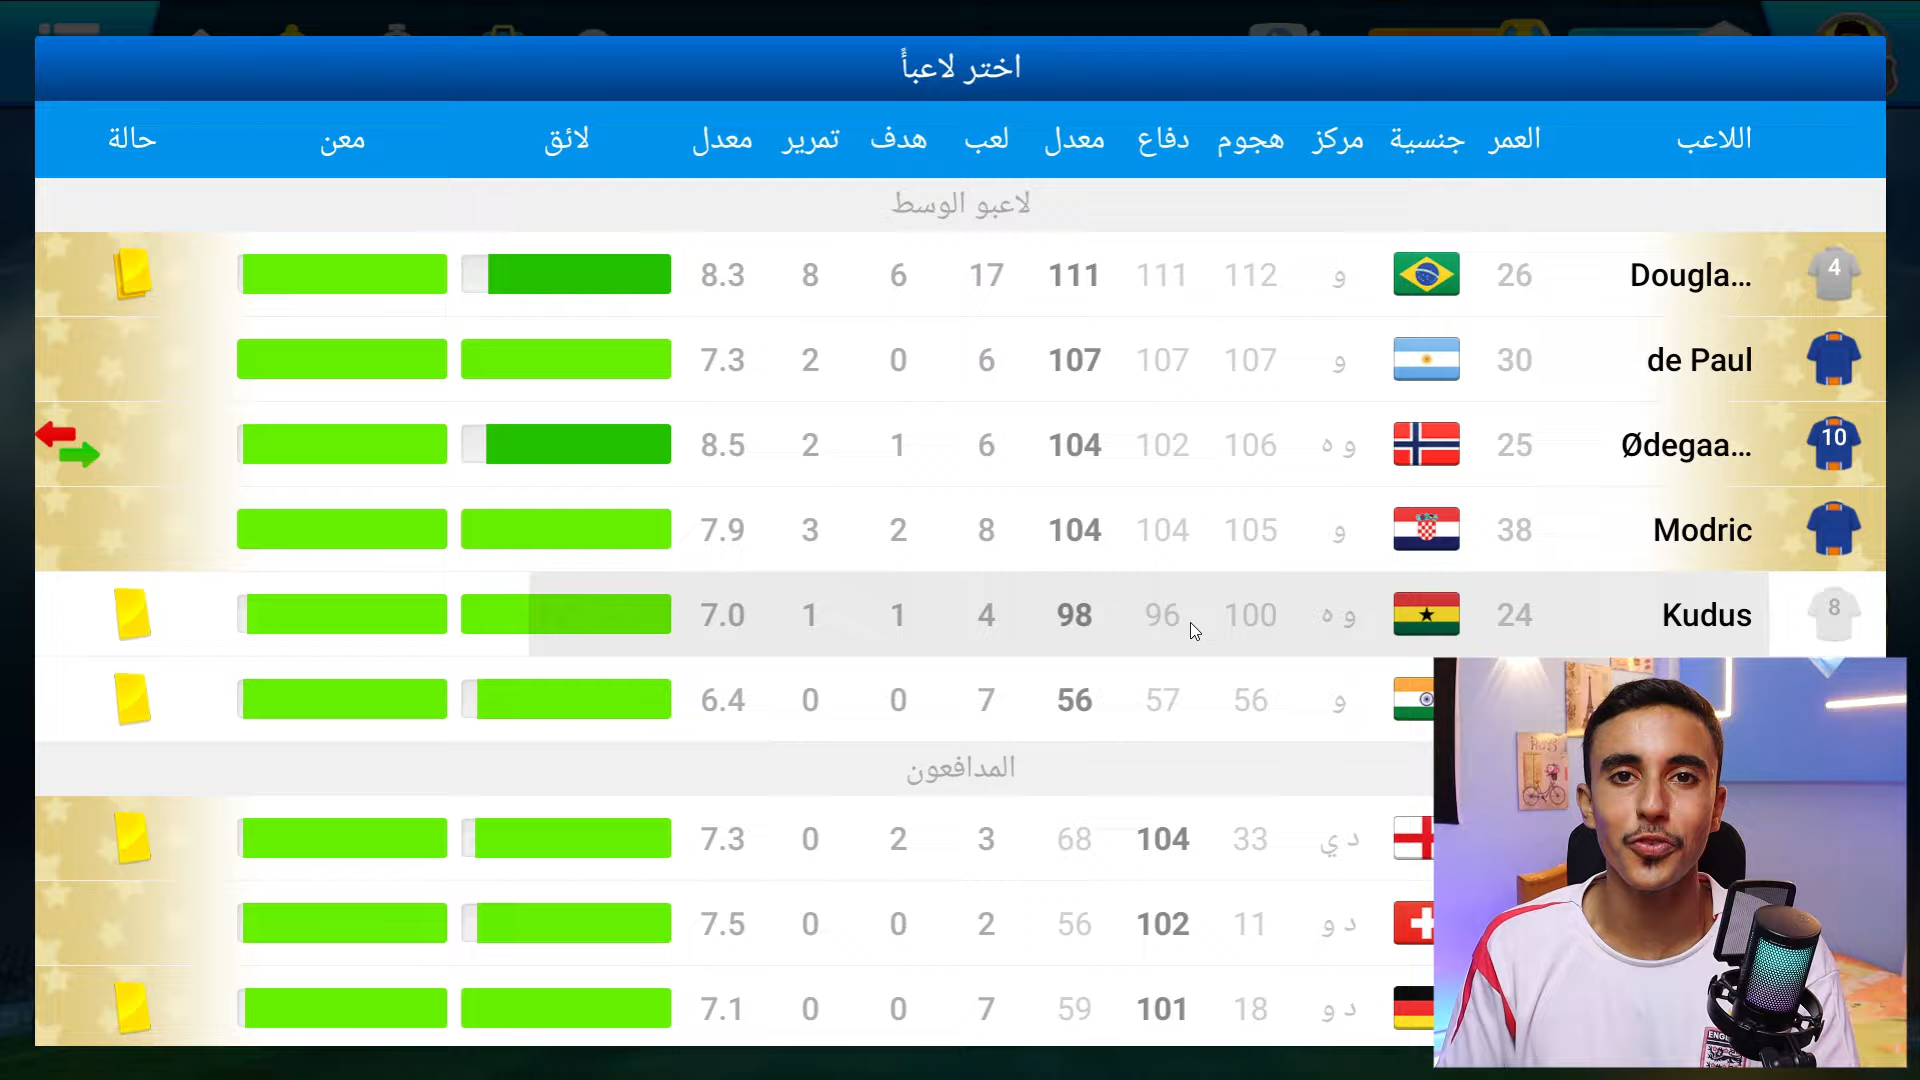 اختر لاعبأ
اللاعب العمر جنسية مركز هجوم دفاع معدل لعب هدف تمرير معدل لائق معن حالة
لاعبو الوسط
4 Dougla... 26 و 112 111 111 17 6 8 8.3
de Paul 30 و 107 107 107 6 0 2 7.3
10 Ødegaa... 25 و ه 106 102 104 6 1 2 8.5
Modric 38 و 105 104 104 8 2 3 7.9
8 Kudus 24 و ه 100 96 98 4 1 1 7.0
و 56 57 56 7 0 0 6.4
المدافعون
د ي 33 104 68 3 2 0 7.3
د و 11 102 56 2 0 0 7.5
د و 18 101 59 7 0 0 7.1